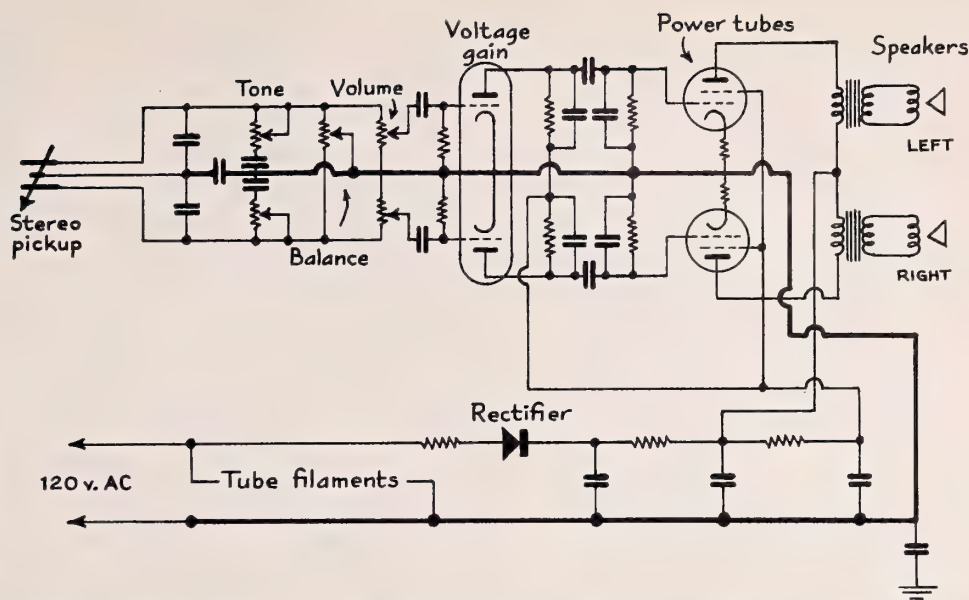 Voltage
gain
Power tubes
Speakers
Tone
Volume
LEFT
Stereo
pickup
Balance
RIGHT
Rectifier
120 v. AC
Tube filaments